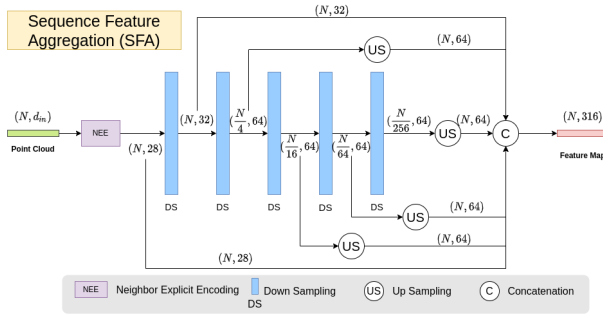 Sequence Feature
Aggregation (SFA)
(N,32)
US
(N,64)
(N,d_{in})
NEE
(N,32)
(N/4,64)
(N/256,64)
US
(N,64)
C
(N,316)
Point Cloud
(N,28)
(N/16,64)
(N/64,64)
Feature Map
DS
DS
DS
DS
DS
US
(N,64)
US
(N,64)
(N,28)
NEE
Neighbor Explicit Encoding
Down Sampling
DS
US
Up Sampling
C
Concatenation